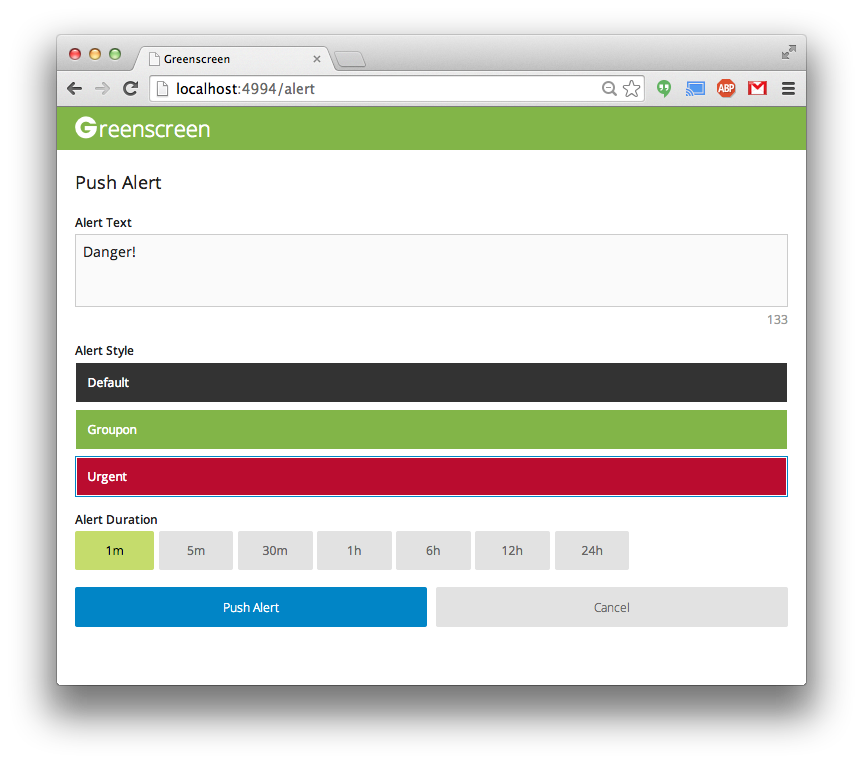 Greenscreen
localhost:4994/alert
ABP
Greenscreen
Push Alert
Alert Text
Danger!
133
Alert Style
Default
Groupon
Urgent
Alert Duration
1m 5m 30m 1h 6h 12h 24h
Push Alert Cancel